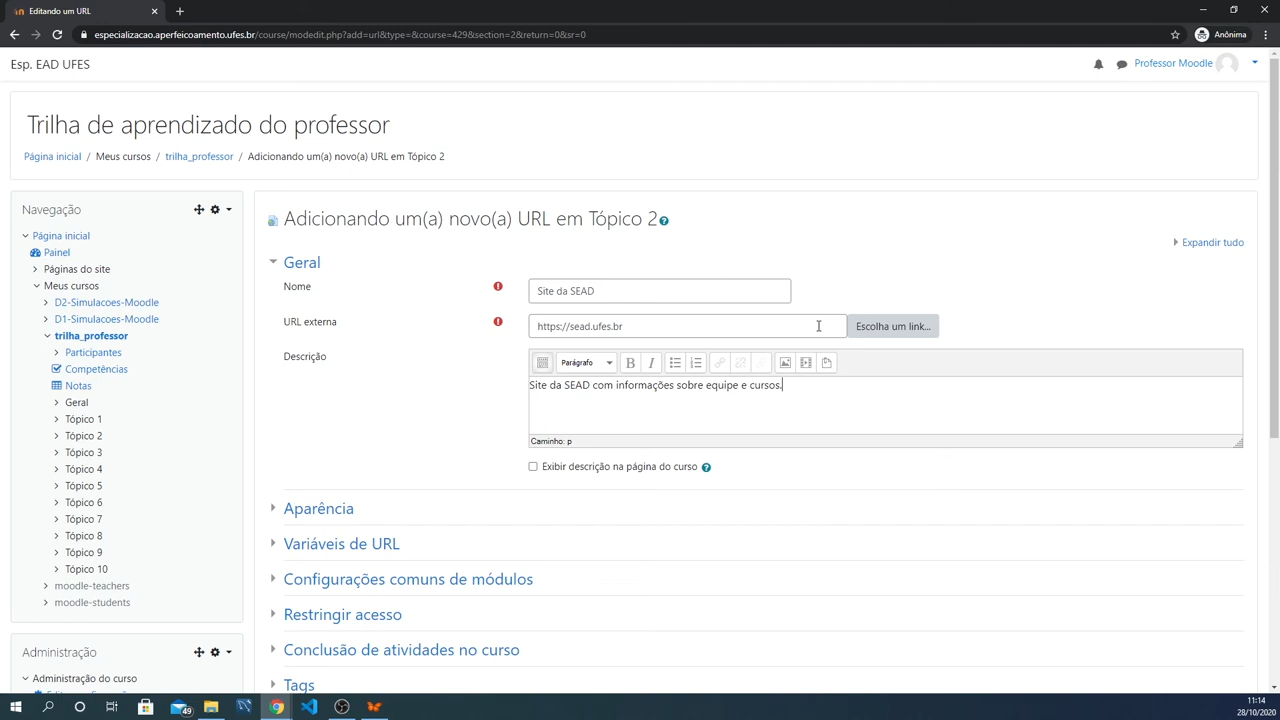 Editando um URL
especializacao.aperfeicoamento.ufes.br/course/modedit.php?add=url&type=&course=429&section=2&return=0&sr=0
Anônima
Esp. EAD UFES
Professor Moodle
Trilha de aprendizado do professor
Página inicial / Meus cursos / trilha_professor / Adicionando um(a) novo(a) URL em Tópico 2
Navegação
Página inicial
Painel
Páginas do site
Meus cursos
D2-Simulacoes-Moodle
D1-Simulacoes-Moodle
trilha_professor
Participantes
Competências
Notas
Geral
Tópico 1
Tópico 2
Tópico 3
Tópico 4
Tópico 5
Tópico 6
Tópico 7
Tópico 8
Tópico 9
Tópico 10
moodle-teachers
moodle-students
Administração
Administração do curso
Adicionando um(a) novo(a) URL em Tópico 2
Expandir tudo
Geral
Nome
Site da SEAD
URL externa
https://sead.ufes.br
Escolha um link...
Descrição
Parágrafo
B I
Site da SEAD com informações sobre equipe e cursos.
Caminho: p
Exibir descrição na página do curso
Aparência
Variáveis de URL
Configurações comuns de módulos
Restringir acesso
Conclusão de atividades no curso
Tags
49
11:14
28/10/2020